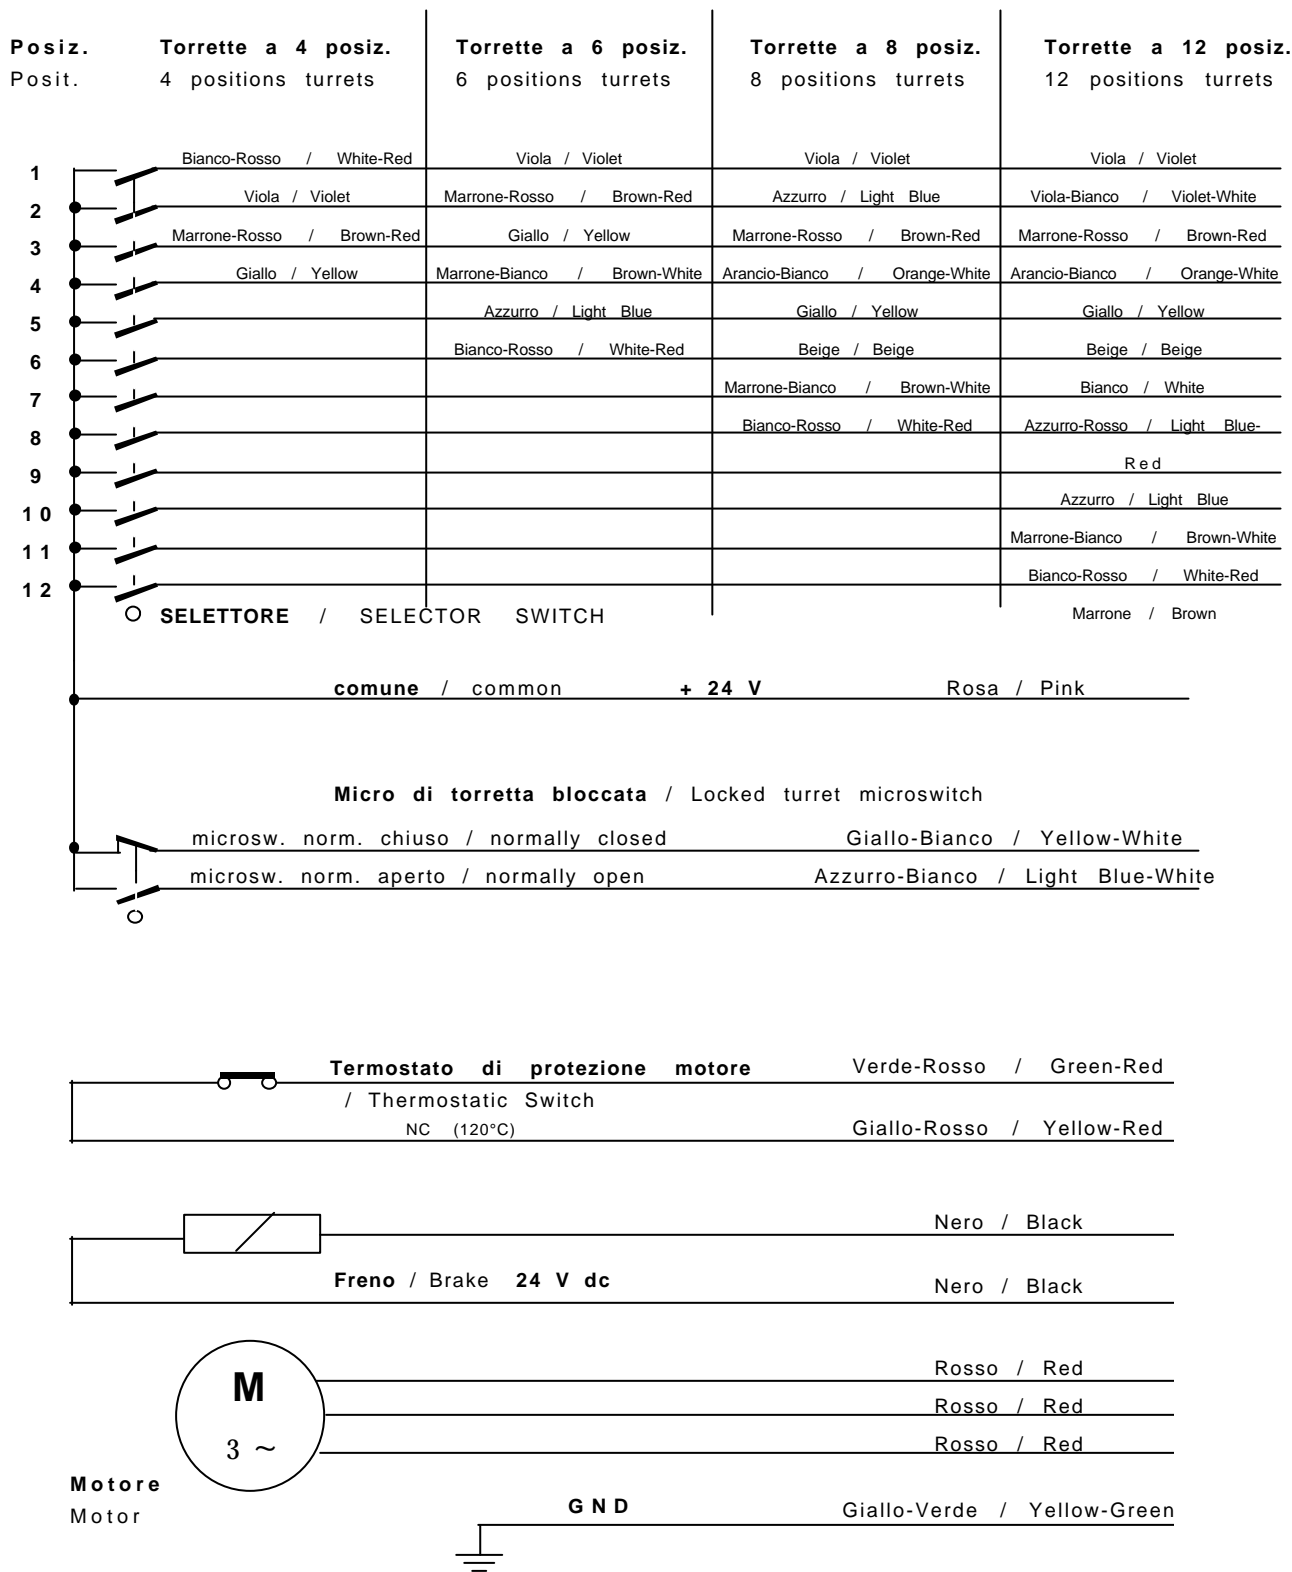 Posiz. Torrette a 4 posiz. Torrette a 6 posiz. Torrette a 8 posiz. Torrette a 12 posiz.
Posit. 4 positions turrets 6 positions turrets 8 positions turrets 12 positions turrets
1 Bianco-Rosso / White-Red Viola / Violet Viola / Violet Viola / Violet
2 Viola / Violet Marrone-Rosso / Brown-Red Azzurro / Light Blue Viola-Bianco / Violet-White
3 Marrone-Rosso / Brown-Red Giallo / Yellow Marrone-Rosso / Brown-Red Marrone-Rosso / Brown-Red
4 Giallo / Yellow Marrone-Bianco / Brown-White Arancio-Bianco / Orange-White Arancio-Bianco / Orange-White
5 Azzurro / Light Blue Giallo / Yellow Giallo / Yellow
6 Bianco-Rosso / White-Red Beige / Beige Beige / Beige
7 Marrone-Bianco / Brown-White Bianco / White
8 Bianco-Rosso / White-Red Azzurro-Rosso / Light Blue-
9 Red
10 Azzurro / Light Blue
11 Marrone-Bianco / Brown-White
12 Bianco-Rosso / White-Red
SELETTORE / SELECTOR SWITCH Marrone / Brown
comune / common + 24 V Rosa / Pink
Micro di torretta bloccata / Locked turret microswitch
microsw. norm. chiuso / normally closed Giallo-Bianco / Yellow-White
microsw. norm. aperto / normally open Azzurro-Bianco / Light Blue-White
Termostato di protezione motore Verde-Rosso / Green-Red
/ Thermostatic Switch
NC (120°C) Giallo-Rosso / Yellow-Red
Nero / Black
Freno / Brake 24 V dc Nero / Black
M Rosso / Red
Rosso / Red
3 ~ Rosso / Red
Motore
Motor
GND Giallo-Verde / Yellow-Green